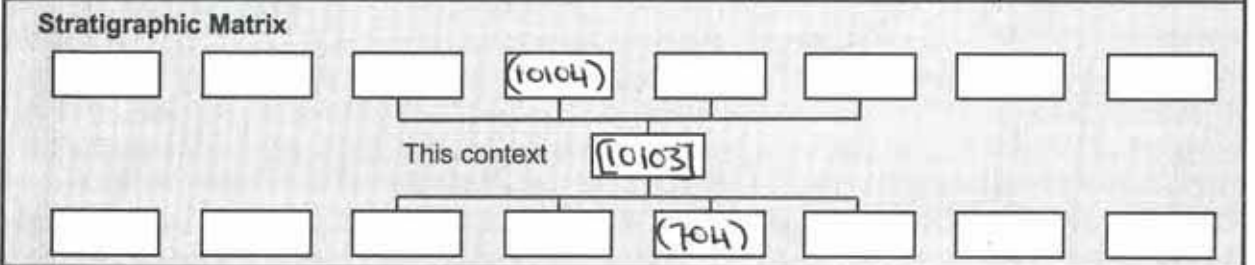 Stratigraphic Matrix
(10104)
This context [10103]
(704)